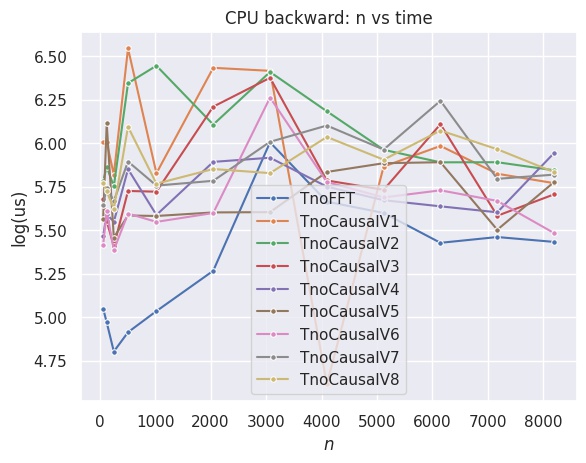 CPU backward: n vs time
log(us)
6.50
6.25
6.00
5.75
5.50
5.25
5.00
4.75
TnoFFT
TnoCausalV1
TnoCausalV2
TnoCausalV3
TnoCausalV4
TnoCausalV5
TnoCausalV6
TnoCausalV7
TnoCausalV8
0 1000 2000 3000 4000 5000 6000 7000 8000
n